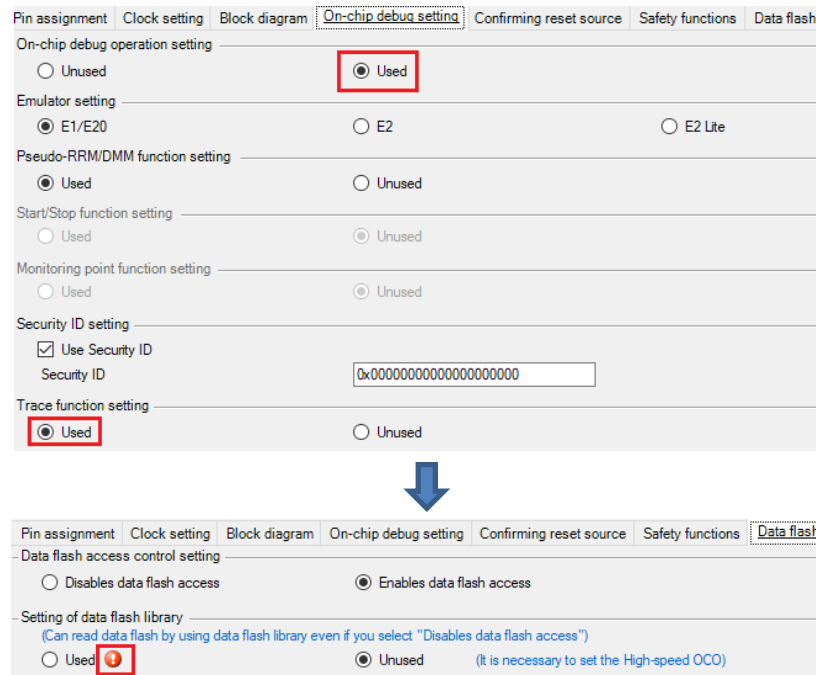 Pin assignment Clock setting Block diagram On-chip debug setting Confirming reset source Safety functions Data flash
On-chip debug operation setting
Unused Used
Emulator setting
E1/E20 E2 E2 Lite
Pseudo-RRM/DMM function setting
Used Unused
Start/Stop function setting
Used Unused
Monitoring point function setting
Used Unused
Security ID setting
Use Security ID
Security ID 0x00000000000000000000
Trace function setting
Used Unused
Pin assignment Clock setting Block diagram On-chip debug setting Confirming reset source Safety functions Data flash
Data flash access control setting
Disables data flash access Enables data flash access
Setting of data flash library
(Can read data flash by using data flash library even if you select "Disables data flash access")
Used Unused (It is necessary to set the High-speed OCO)